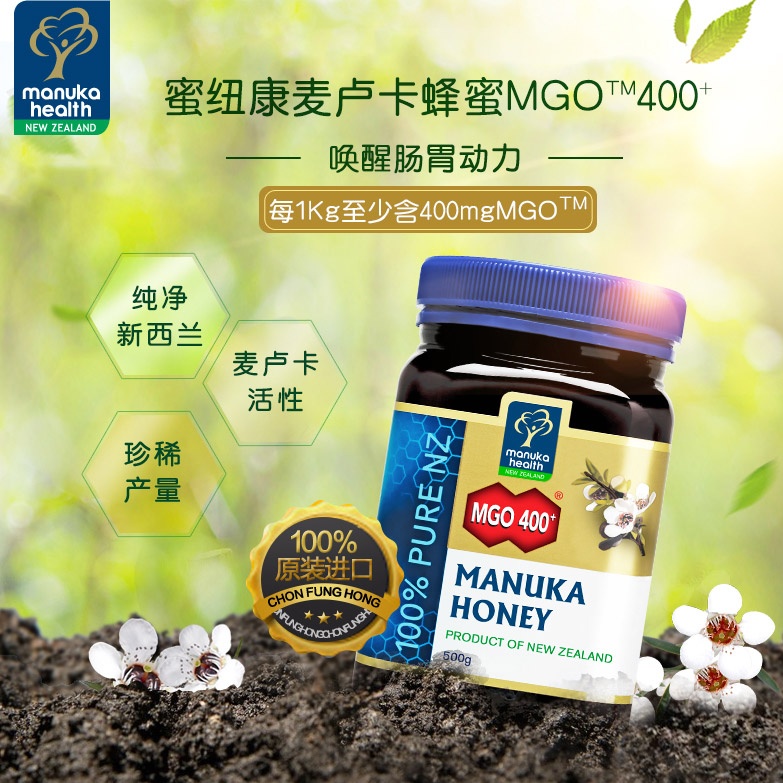 manuka
health
NEW ZEALAND
蜜纽康麦卢卡蜂蜜MGO™400⁺
唤醒肠胃动力
每1Kg至少含400mgMGO™
纯净
新西兰
麦卢卡
活性
珍稀
产量
100%
原装进口
CHON FUNG HONG
manuka
health
NEW ZEALAND
MGO 400⁺
®
100% PURE NZ
MANUKA
HONEY
PRODUCT OF NEW ZEALAND
500g